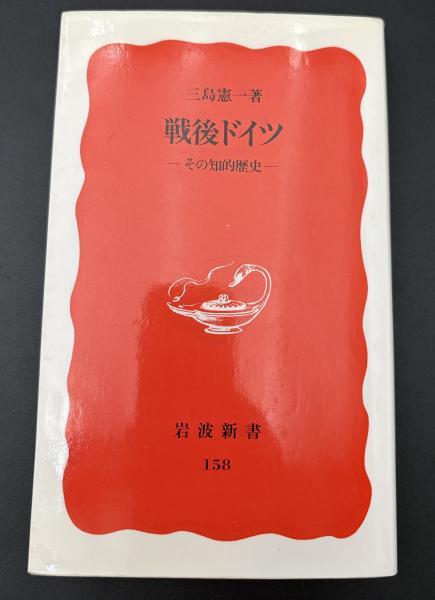 三島憲一著
戦後ドイツ
―その知的歴史―
岩波新書
158